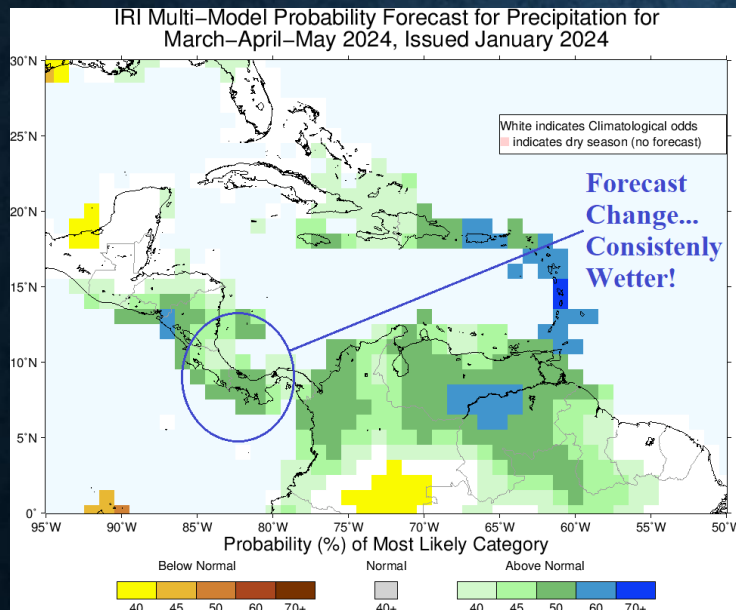 IRI Multi-Model Probability Forecast for Precipitation for
March-April-May 2024, Issued January 2024
30°N
25°N
20°N
15°N
10°N
5°N
0°
White indicates Climatological odds
indicates dry season (no forecast)
Forecast
Change...
Consistenly
Wetter!
95°W 90°W 85°W 80°W 75°W 70°W 65°W 60°W 55°W 50°W
Probability (%) of Most Likely Category
Below Normal Normal Above Normal
40 45 50 60 70+ 40+ 40 45 50 60 70+